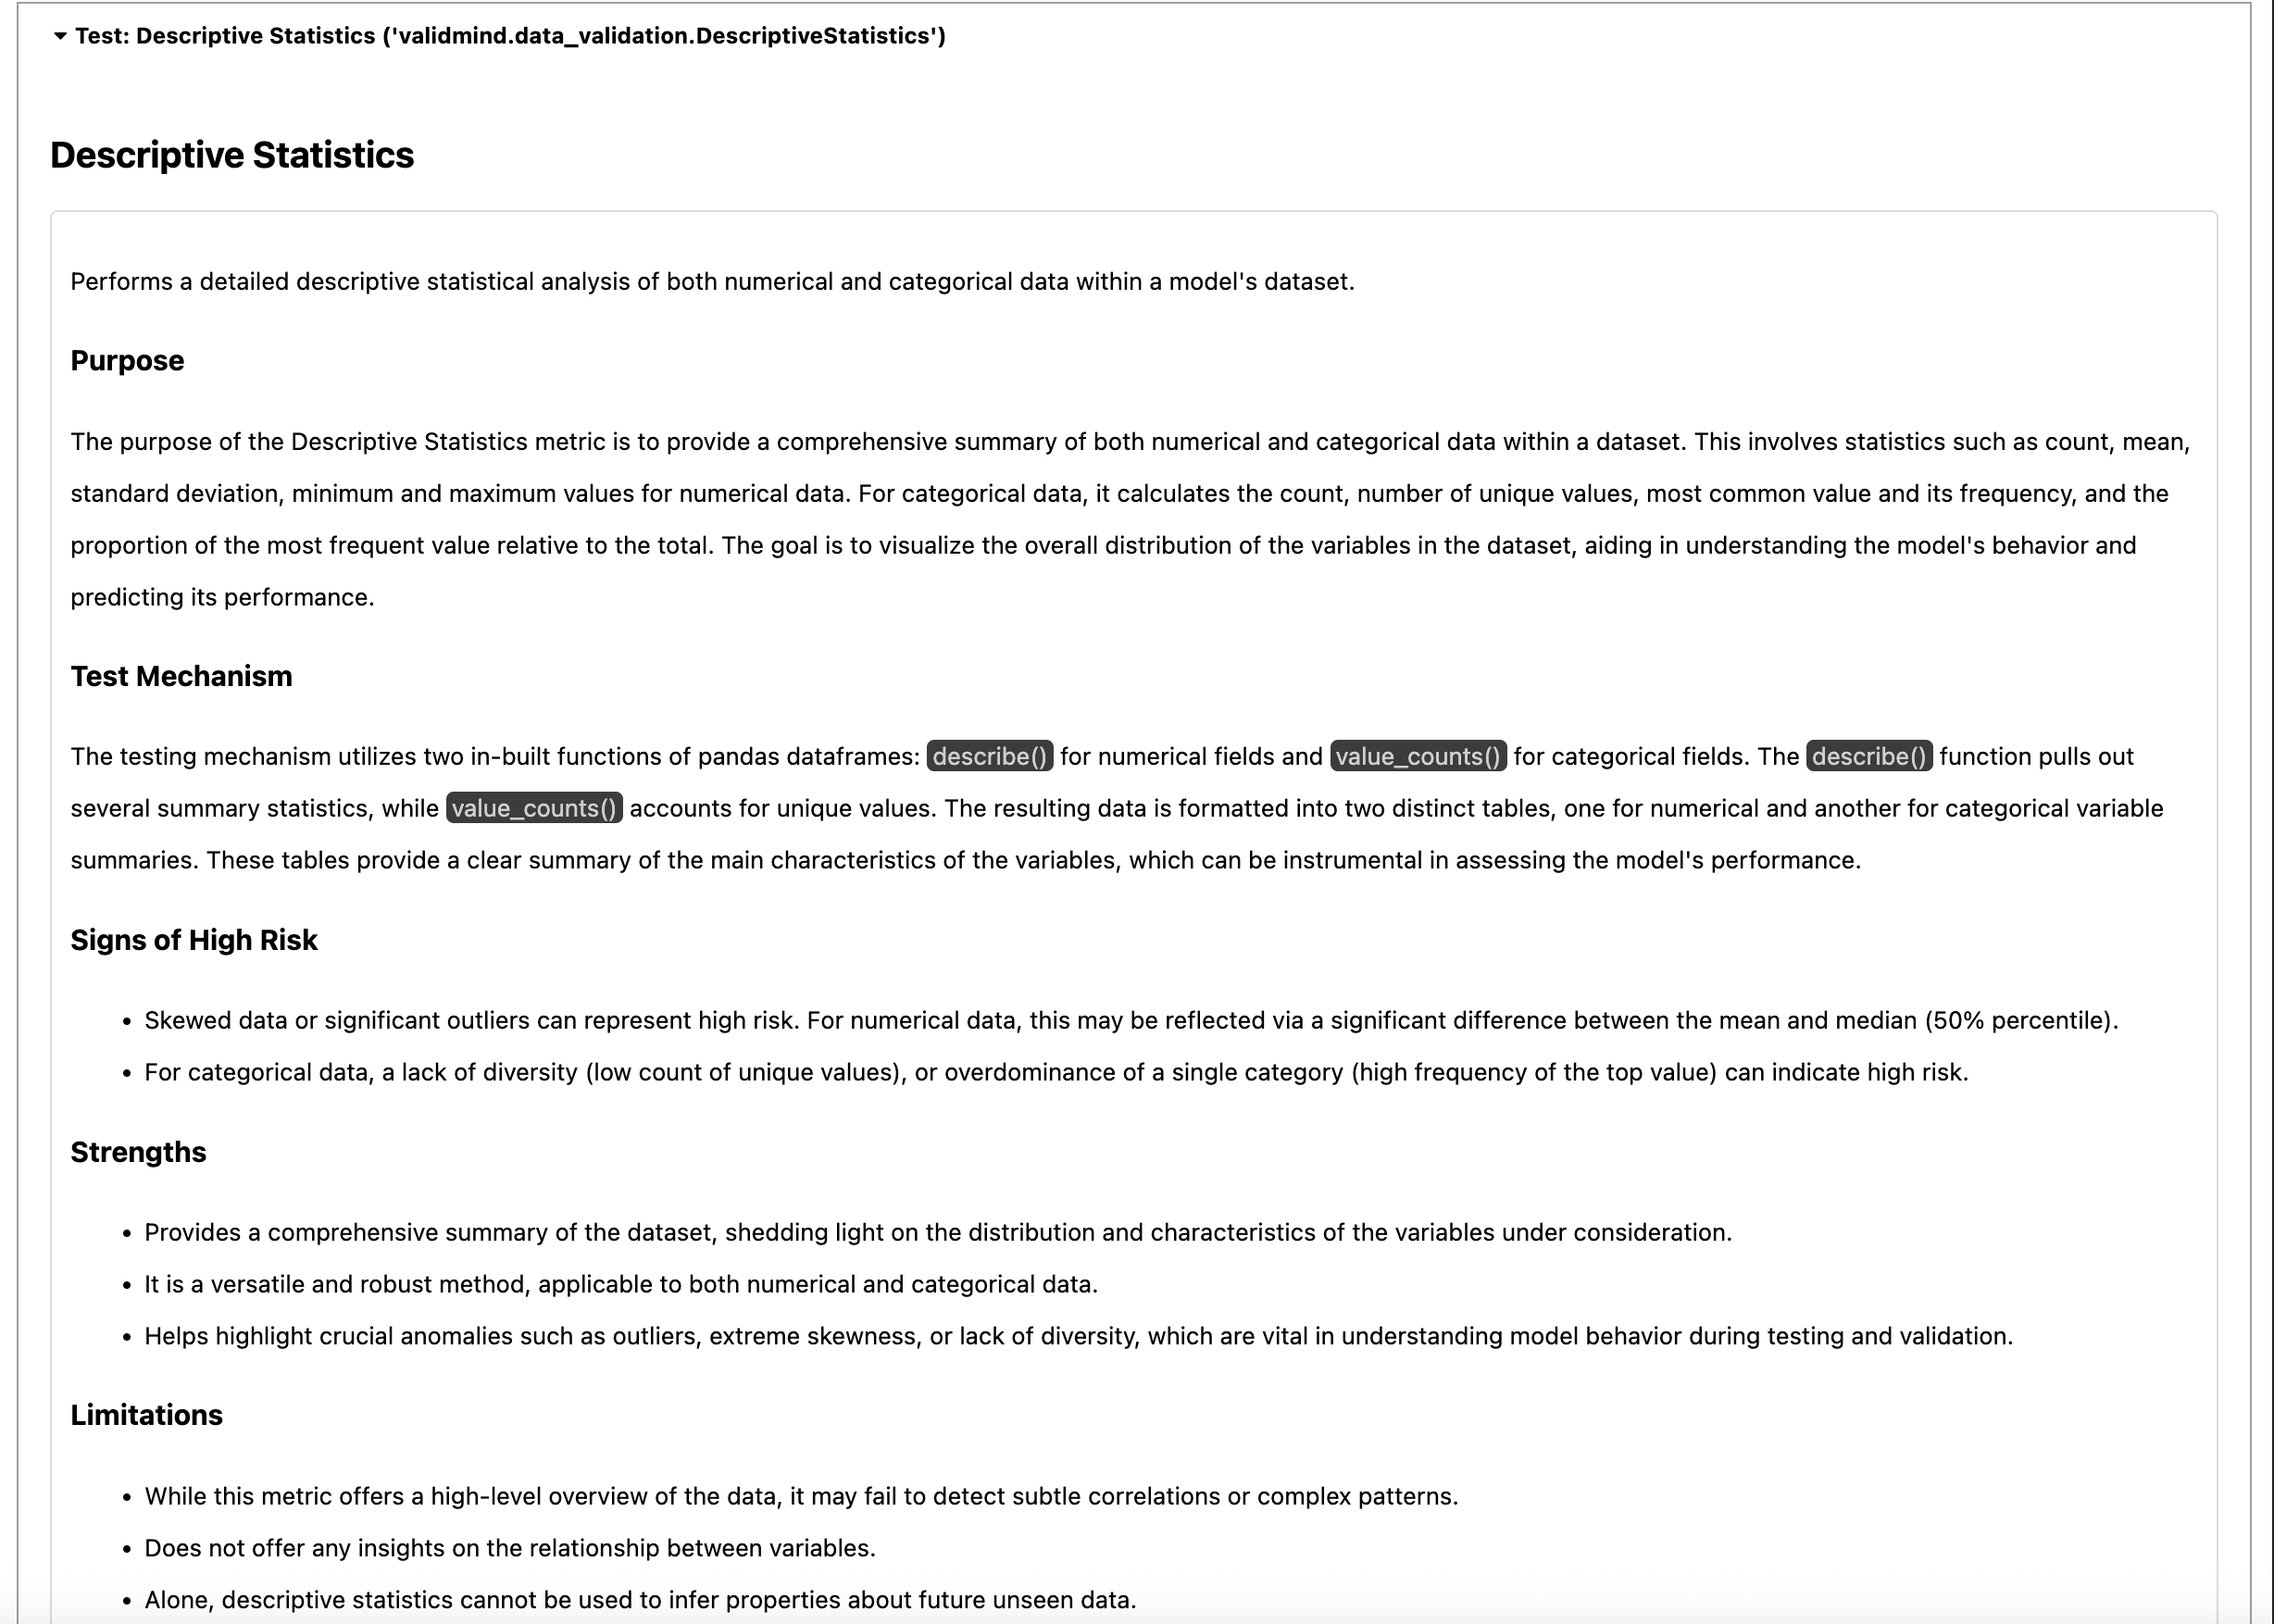 Test: Descriptive Statistics ('validmind.data_validation.DescriptiveStatistics')
Descriptive Statistics
Performs a detailed descriptive statistical analysis of both numerical and categorical data within a model's dataset.
Purpose
The purpose of the Descriptive Statistics metric is to provide a comprehensive summary of both numerical and categorical data within a dataset. This involves statistics such as count, mean,
standard deviation, minimum and maximum values for numerical data. For categorical data, it calculates the count, number of unique values, most common value and its frequency, and the
proportion of the most frequent value relative to the total. The goal is to visualize the overall distribution of the variables in the dataset, aiding in understanding the model's behavior and
predicting its performance.
Test Mechanism
The testing mechanism utilizes two in-built functions of pandas dataframes: describe() for numerical fields and value_counts() for categorical fields. The describe() function pulls out
several summary statistics, while value_counts() accounts for unique values. The resulting data is formatted into two distinct tables, one for numerical and another for categorical variable
summaries. These tables provide a clear summary of the main characteristics of the variables, which can be instrumental in assessing the model's performance.
Signs of High Risk
• Skewed data or significant outliers can represent high risk. For numerical data, this may be reflected via a significant difference between the mean and median (50% percentile).
• For categorical data, a lack of diversity (low count of unique values), or overdominance of a single category (high frequency of the top value) can indicate high risk.
Strengths
• Provides a comprehensive summary of the dataset, shedding light on the distribution and characteristics of the variables under consideration.
• It is a versatile and robust method, applicable to both numerical and categorical data.
• Helps highlight crucial anomalies such as outliers, extreme skewness, or lack of diversity, which are vital in understanding model behavior during testing and validation.
Limitations
• While this metric offers a high-level overview of the data, it may fail to detect subtle correlations or complex patterns.
• Does not offer any insights on the relationship between variables.
• Alone, descriptive statistics cannot be used to infer properties about future unseen data.